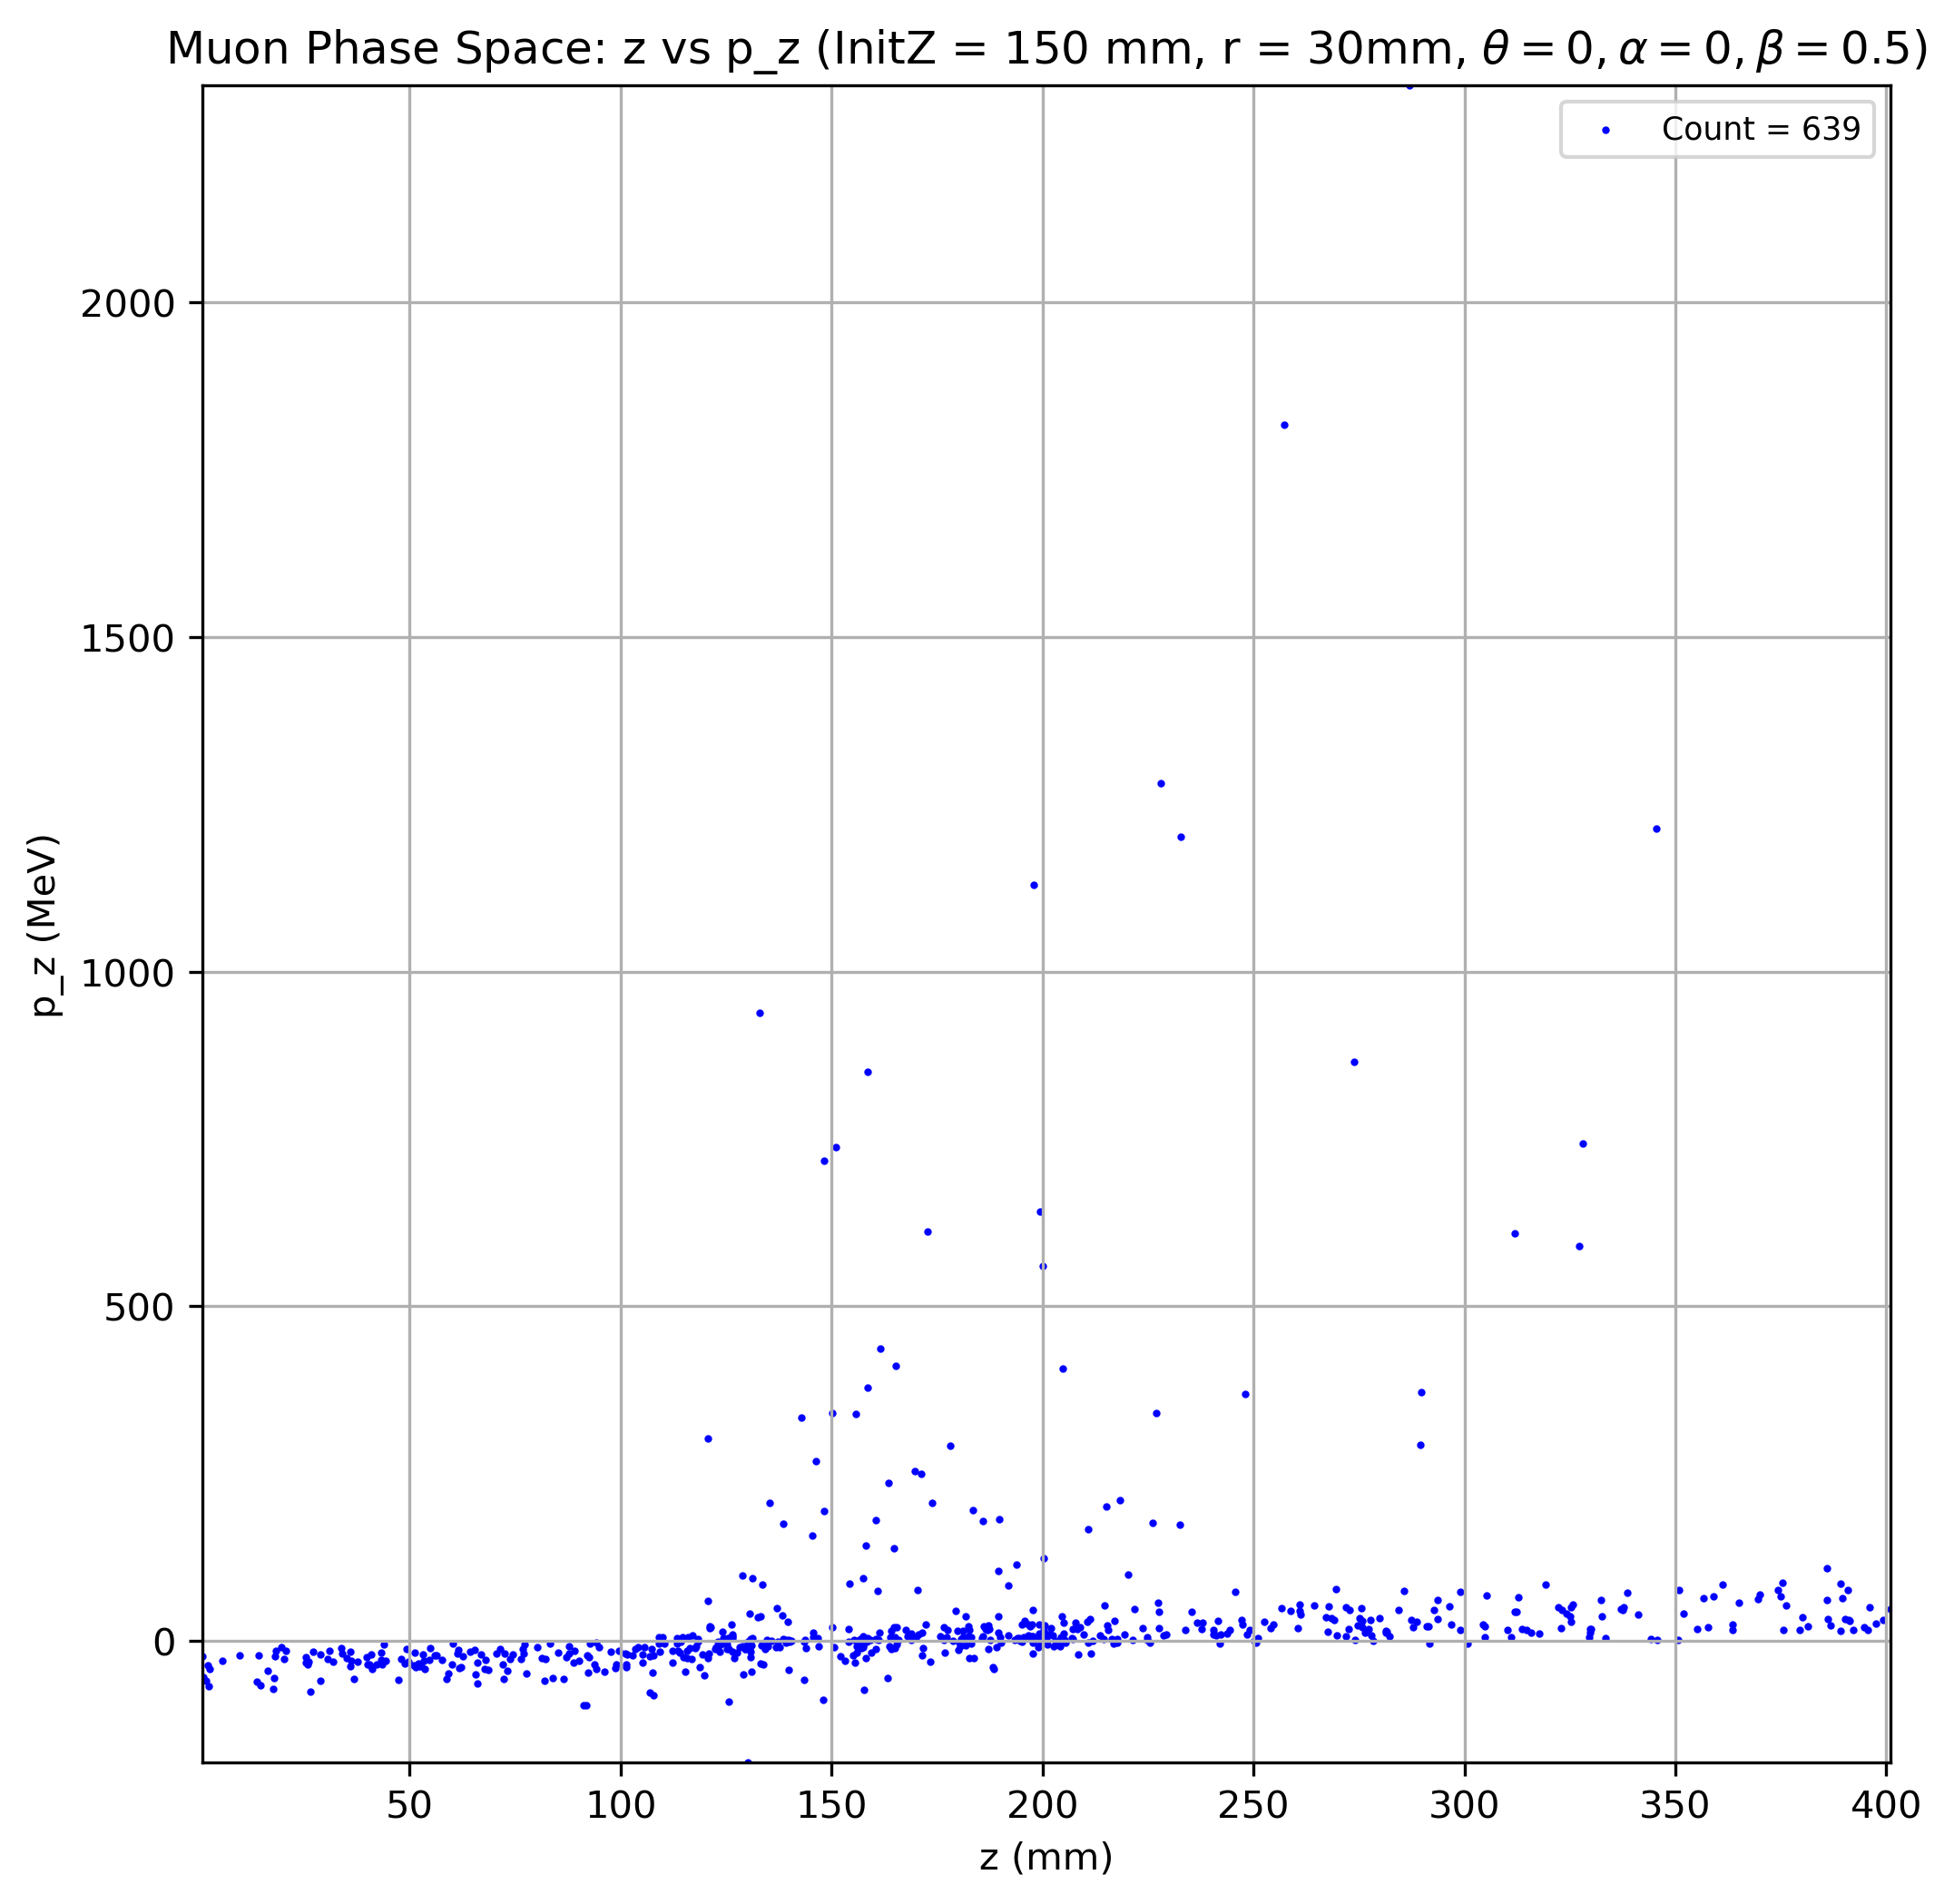 Muon Phase Space: z vs p_z (InitZ = 150 mm, r = 30mm, θ = 0, α = 0, β = 0.5)
Count = 639
2000
1500
1000
500
0
p_z (MeV)
50 100 150 200 250 300 350 400
z (mm)